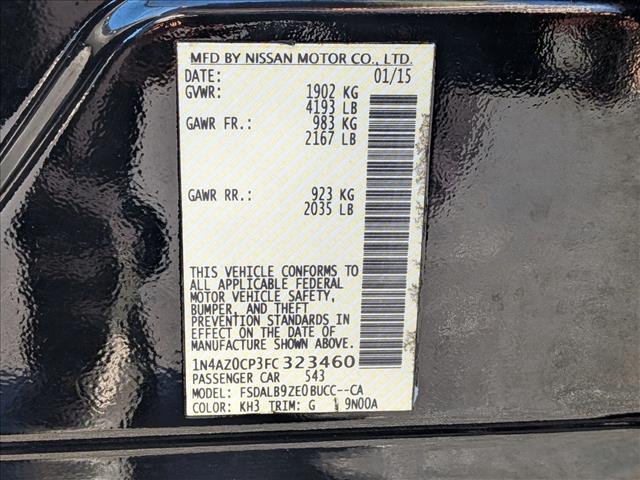 MFD BY NISSAN MOTOR CO., LTD.
DATE: 01/15
GVWR: 1902 KG
4193 LB
GAWR FR.: 983 KG
2167 LB
GAWR RR.: 923 KG
2035 LB
THIS VEHICLE CONFORMS TO
ALL APPLICABLE FEDERAL
MOTOR VEHICLE SAFETY,
BUMPER, AND THEFT
PREVENTION STANDARDS IN
EFFECT ON THE DATE OF
MANUFACTURE SHOWN ABOVE.
1N4AZ0CP3FC323460
PASSENGER CAR 543
MODEL: FSDALB9ZE0BUCC--CA
COLOR: KH3 TRIM: G 9N00A